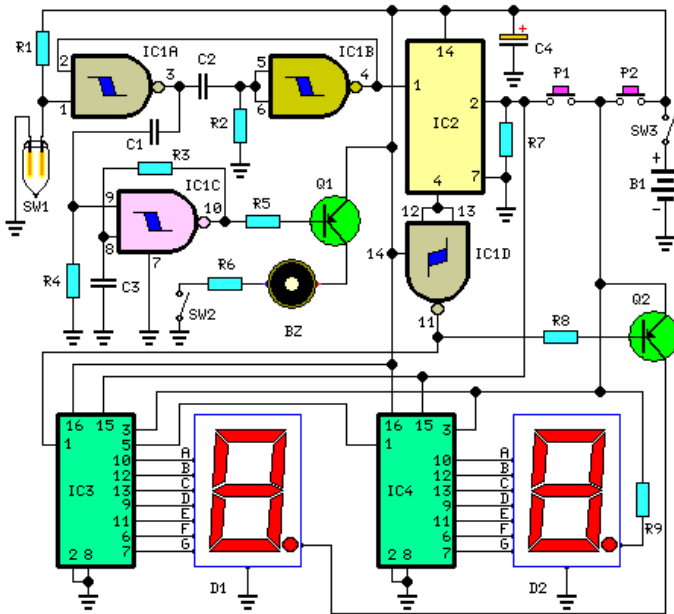 R1
2
1
IC1A
3
C2
5
6
IC1B
4
14
1
2
IC2
7
4
+
C4
P1
P2
SW3
+
B1
-
R2
R7
C1
R3
SW1
9
8
IC1C
10
7
R5
Q1
12
13
14
IC1D
11
R4
C3
R6
SW2
BZ
R8
Q2
16
15
1
3
5
10
12
13
9
11
6
7
IC3
2
8
A
B
C
D
E
F
G
D1
16
15
1
3
10
12
13
9
11
6
7
IC4
2
8
A
B
C
D
E
F
G
D2
R9